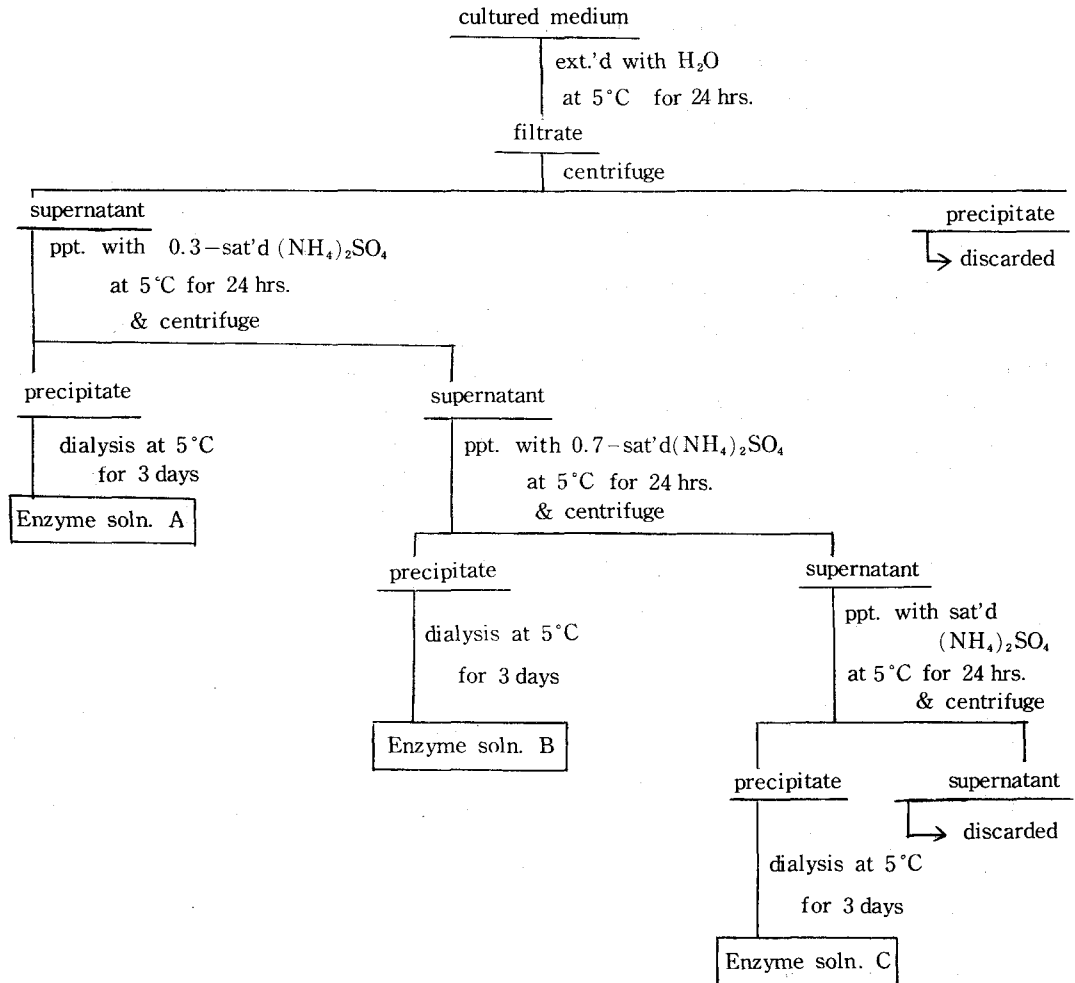 cultured medium
ext.'d with H₂O
at 5°C for 24 hrs.
filtrate
centrifuge
supernatant
ppt. with 0.3-sat'd (NH₄)₂SO₄
at 5°C for 24 hrs.
& centrifuge
precipitate
discarded
precipitate
dialysis at 5°C
for 3 days
Enzyme soln. A
supernatant
ppt. with 0.7-sat'd(NH₄)₂SO₄
at 5°C for 24 hrs.
& centrifuge
precipitate
dialysis at 5°C
for 3 days
Enzyme soln. B
supernatant
ppt. with sat'd
(NH₄)₂SO₄
at 5°C for 24 hrs.
& centrifuge
precipitate
dialysis at 5°C
for 3 days
Enzyme soln. C
supernatant
discarded